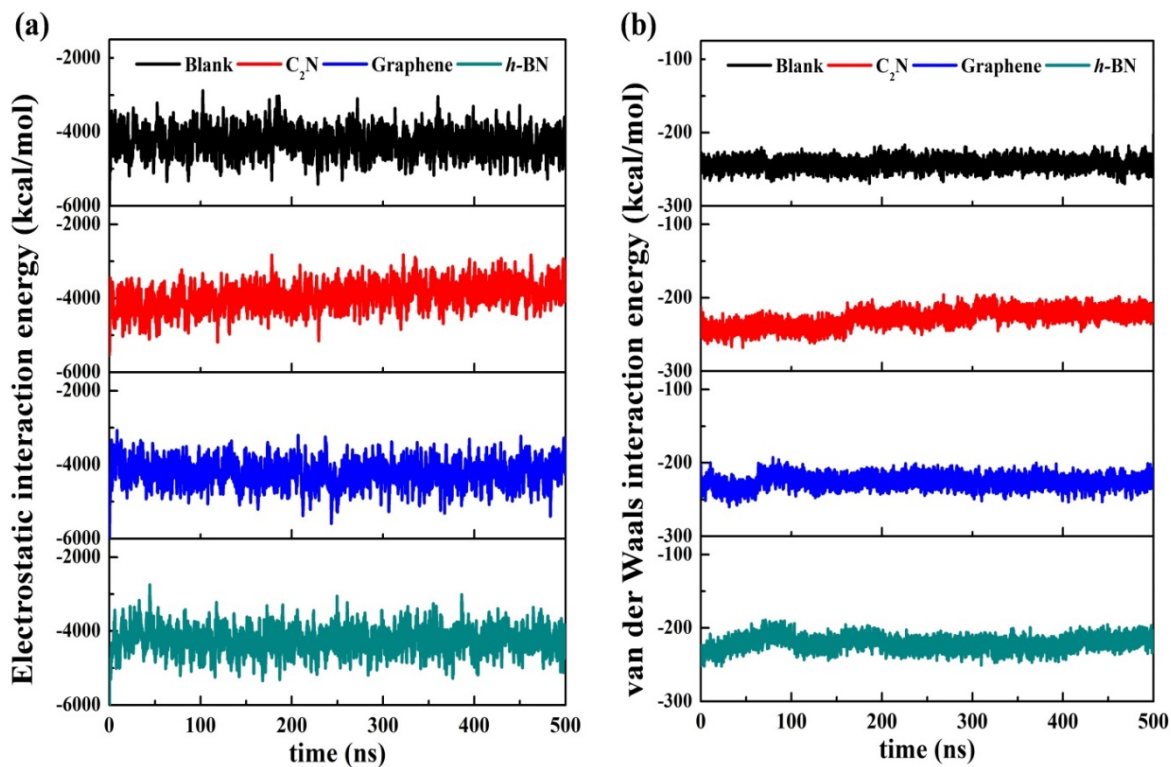 (a)
Electrostatic interaction energy (kcal/mol)
Blank C₂N Graphene h-BN
-2000
-4000
-6000
-2000
-4000
-6000
-2000
-4000
-6000
-2000
-4000
-6000
0 100 200 300 400 500
time (ns)
(b)
van der Waals interaction energy (kcal/mol)
Blank C₂N Graphene h-BN
-100
-200
-300
-100
-200
-300
-100
-200
-300
-100
-200
-300
0 100 200 300 400 500
time (ns)